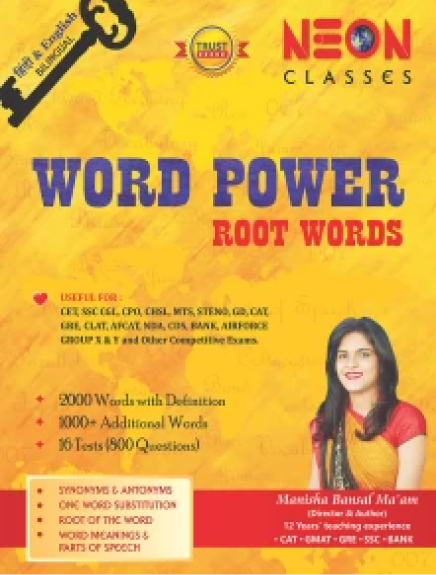 हिंदी & English
BILINGUAL
TRUST
NEON
CLASSES
WORD POWER
ROOT WORDS
USEFUL FOR :
CET, SSC CGL, CPO, CHSL, MTS, STENO, GD, CAT,
GRE, CLAT, AFCAT, NDA, CDS, BANK, AIRFORCE
GROUP X & Y and Other Competitive Exams.
2000 Words with Definition
1000+ Additional Words
16 Tests (800 Questions)
SYNONYMS & ANTONYMS
ONE WORD SUBSTITUTION
ROOT OF THE WORD
WORD MEANINGS &
PARTS OF SPEECH
Manisha Bansal Ma'am
(Director & Author)
12 Years' teaching experience
• CAT • GMAT • GRE • SSC • BANK